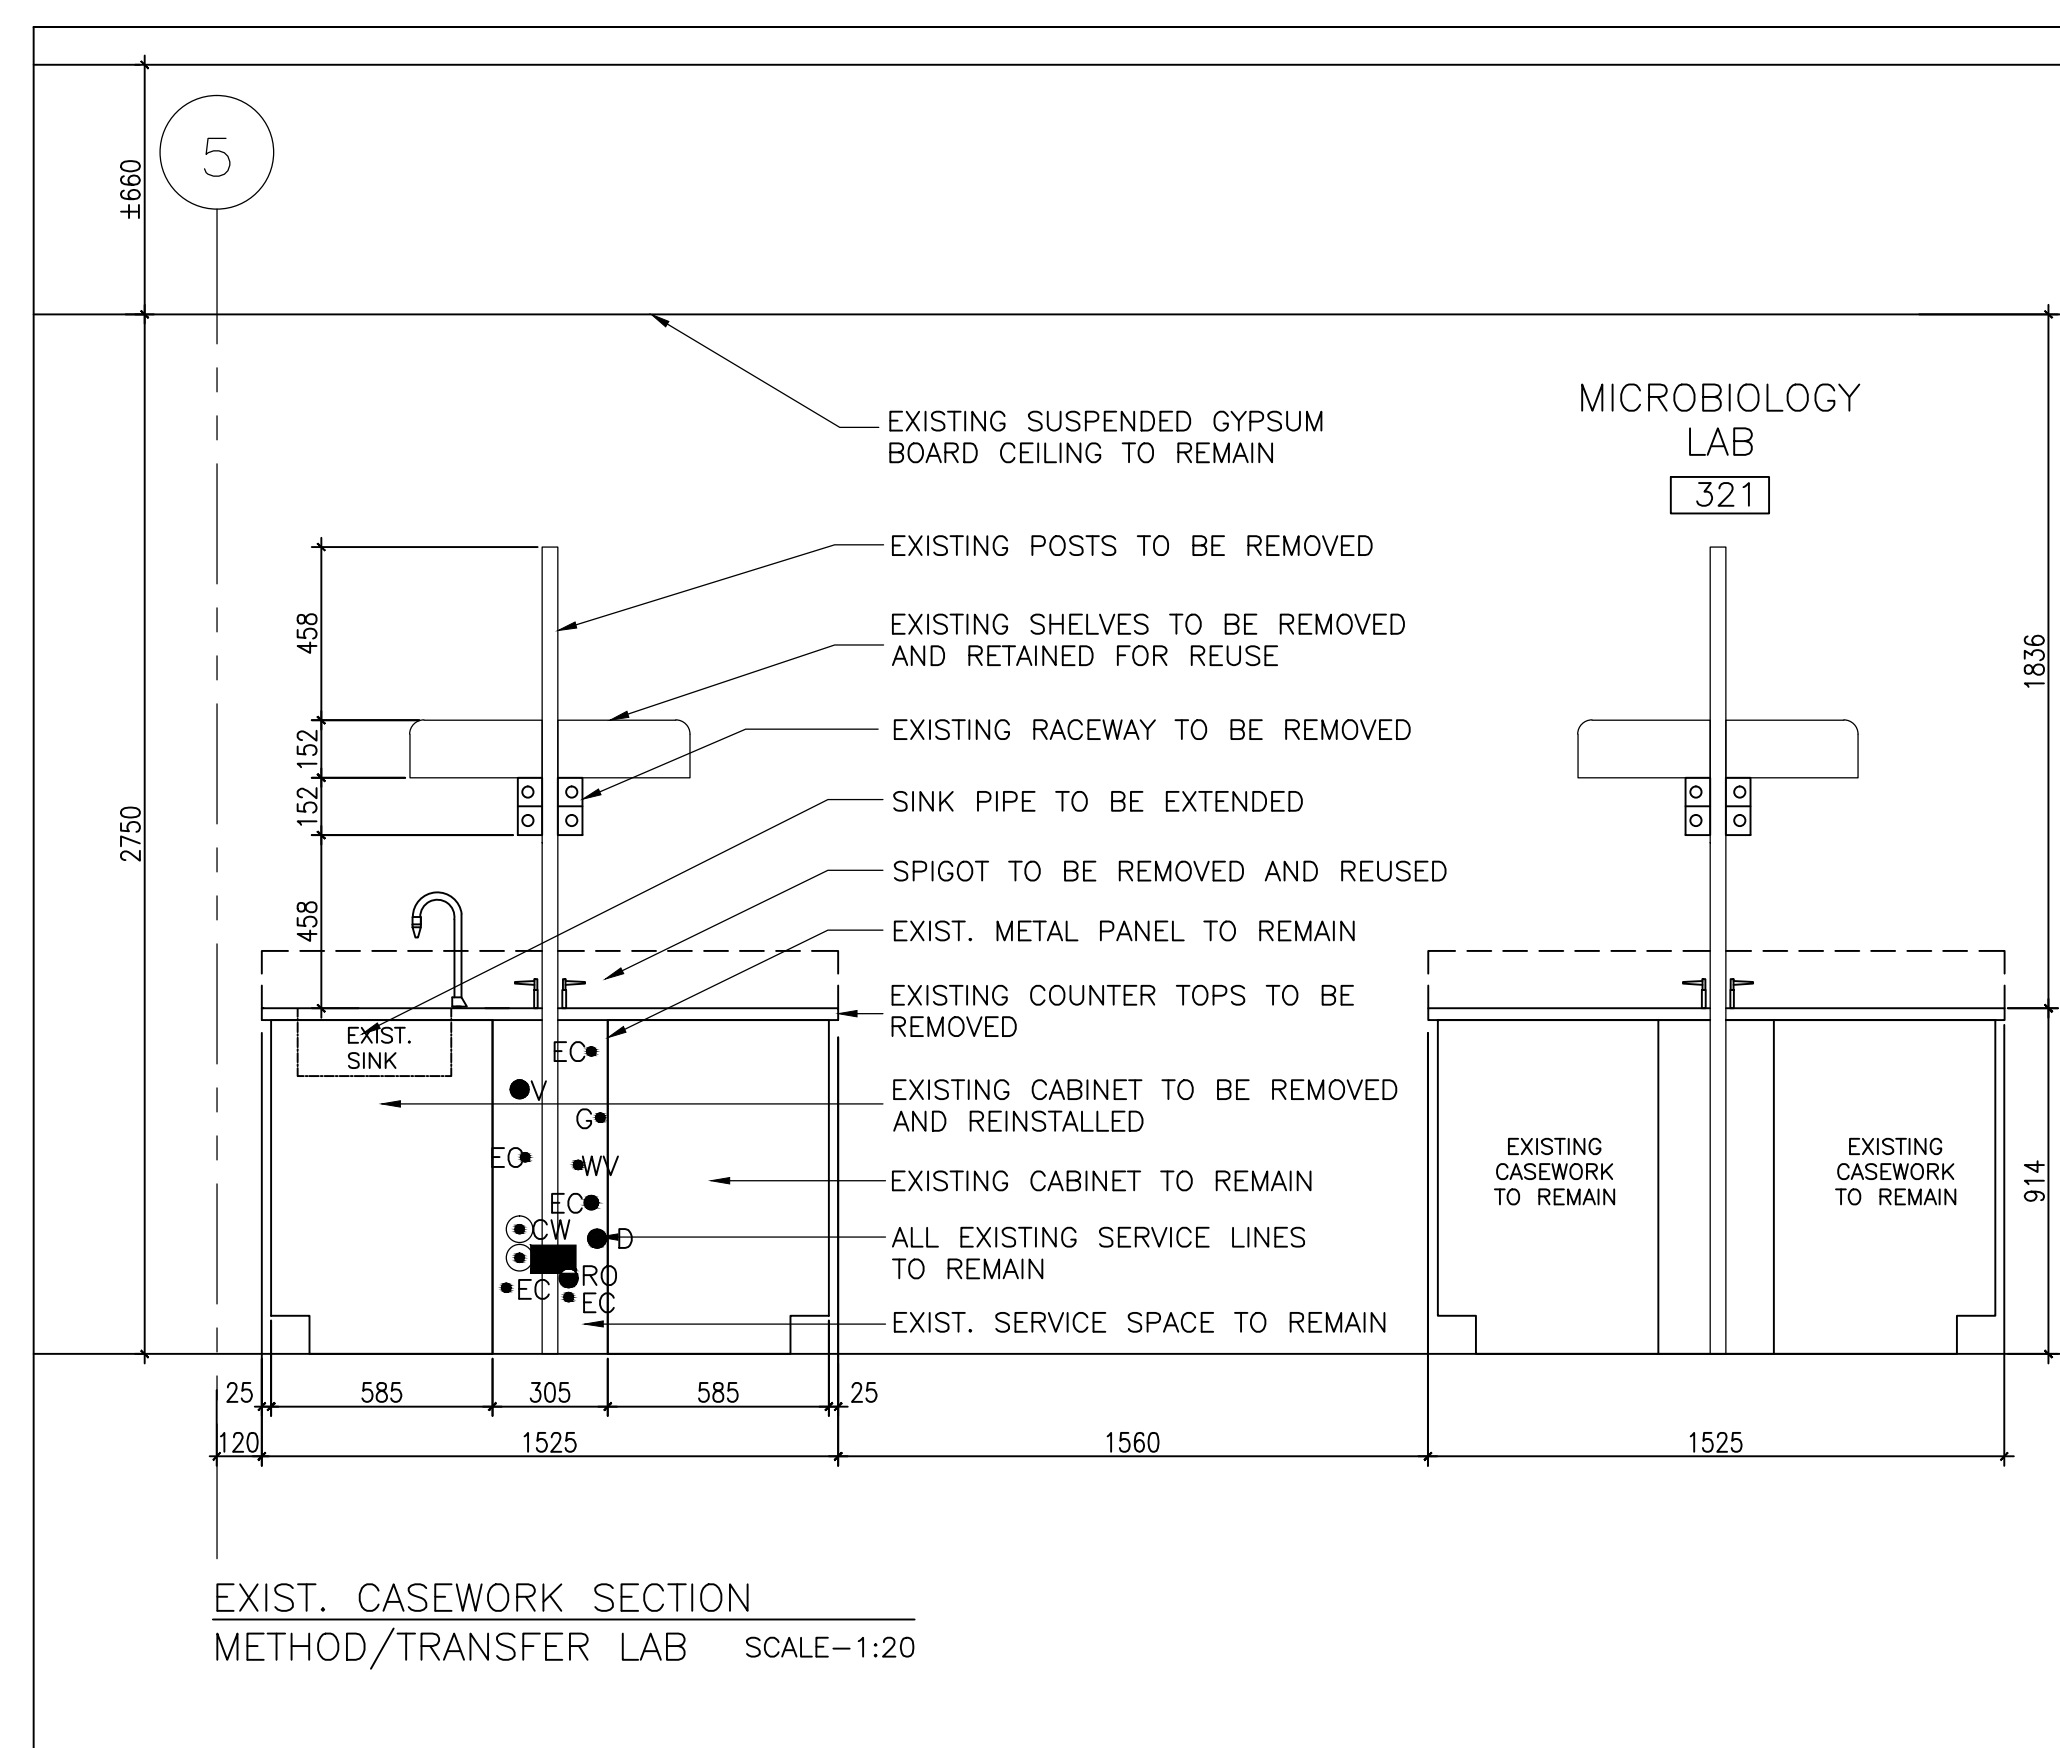 ±660
5
EXISTING SUSPENDED GYPSUM
BOARD CEILING TO REMAIN
MICROBIOLOGY
LAB
321
EXISTING POSTS TO BE REMOVED
458
EXISTING SHELVES TO BE REMOVED
AND RETAINED FOR REUSE
1836
152
EXISTING RACEWAY TO BE REMOVED
152
SINK PIPE TO BE EXTENDED
2750
SPIGOT TO BE REMOVED AND REUSED
458
EXIST. METAL PANEL TO REMAIN
EXISTING COUNTER TOPS TO BE
REMOVED
EXIST.
SINK
EC
V
G
EC
WV
EC
CW
D
RO
EC
EC
EXISTING CABINET TO BE REMOVED
AND REINSTALLED
EXISTING CABINET TO REMAIN
ALL EXISTING SERVICE LINES
TO REMAIN
EXIST. SERVICE SPACE TO REMAIN
EXISTING
CASEWORK
TO REMAIN
EXISTING
CASEWORK
TO REMAIN
914
25 585 305 585 25
120 1525 1560 1525
EXIST. CASEWORK SECTION
METHOD/TRANSFER LAB SCALE-1:20